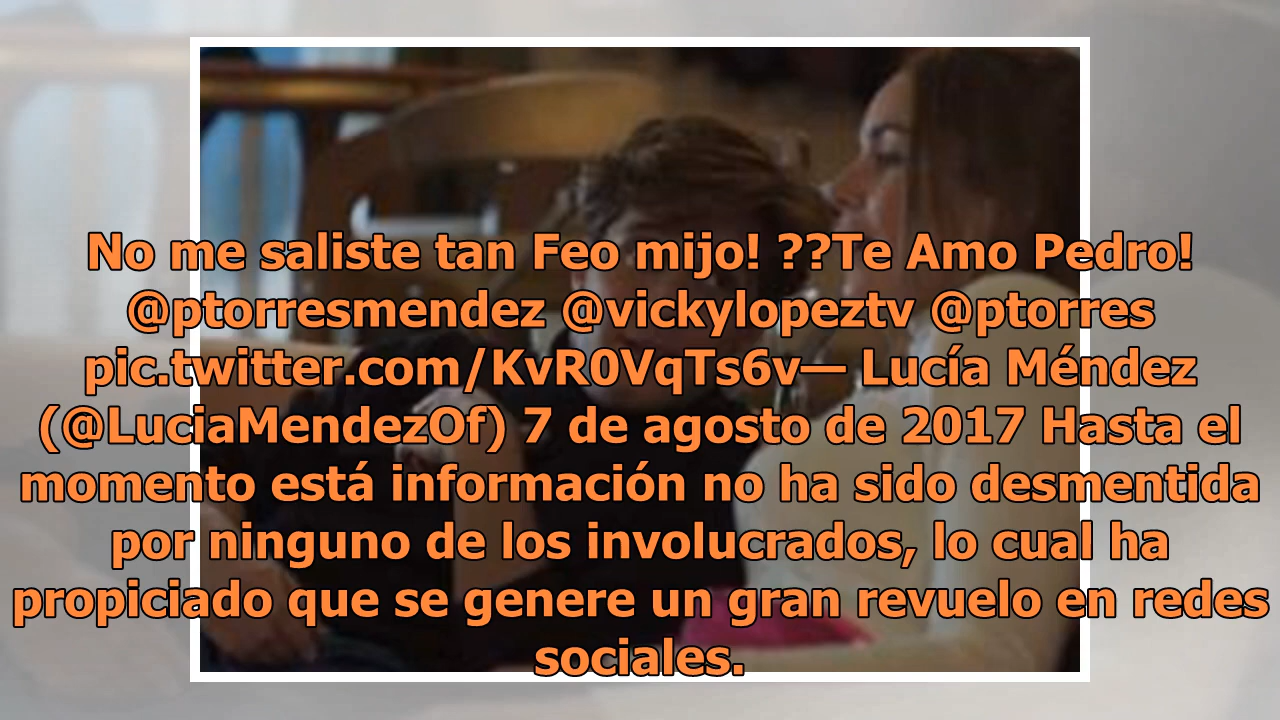 No me saliste tan Feo mijo! ??Te Amo Pedro!
@ptorresmendez @vickylopeztv @ptorres
pic.twitter.com/KvR0VqTs6v— Lucía Méndez
(@LuciaMendezOf) 7 de agosto de 2017 Hasta el
momento está información no ha sido desmentida
por ninguno de los involucrados, lo cual ha
propiciado que se genere un gran revuelo en redes
sociales.